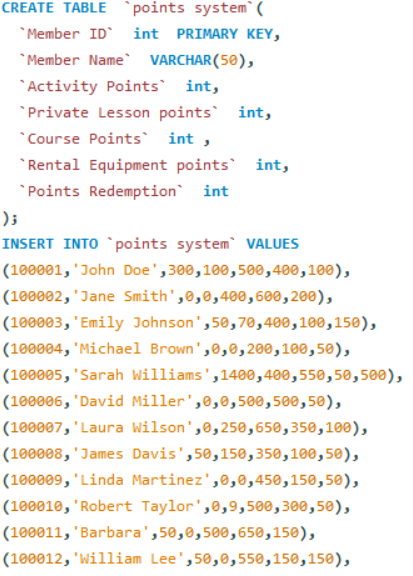 CREATE TABLE `points system`(
`Member ID` int PRIMARY KEY,
`Member Name` VARCHAR(50),
`Activity Points` int,
`Private Lesson points` int,
`Course Points` int ,
`Rental Equipment points` int,
`Points Redemption` int
);
INSERT INTO `points system` VALUES
(100001,'John Doe',300,100,500,400,100),
(100002,'Jane Smith',0,0,400,600,200),
(100003,'Emily Johnson',50,70,400,100,150),
(100004,'Michael Brown',0,0,200,100,50),
(100005,'Sarah Williams',1400,400,550,50,500),
(100006,'David Miller',0,0,500,500,50),
(100007,'Laura Wilson',0,250,650,350,100),
(100008,'James Davis',50,150,350,100,50),
(100009,'Linda Martinez',0,0,450,150,50),
(100010,'Robert Taylor',0,9,500,300,50),
(100011,'Barbara',50,0,500,650,150),
(100012,'William Lee',50,0,550,150,150),